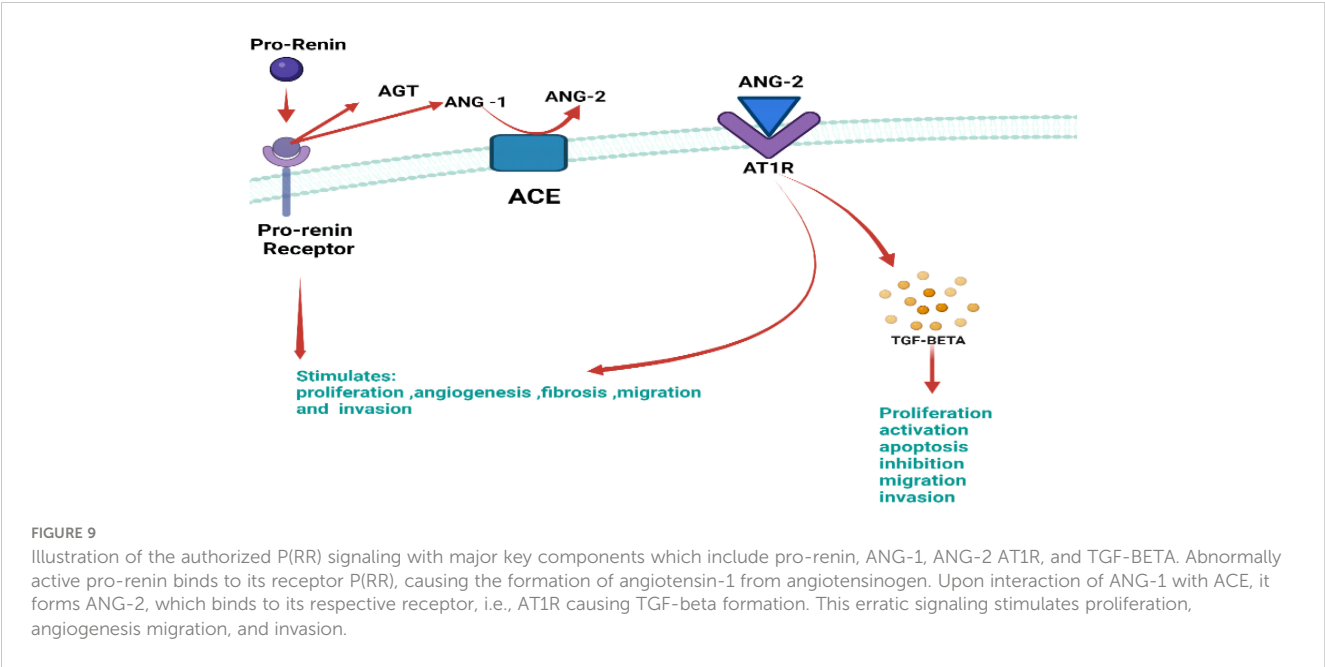 Pro-Renin
AGT
ANG -1
ANG-2
ANG-2
AT1R
ACE
Pro-renin
Receptor
Stimulates:
proliferation ,angiogenesis ,fibrosis ,migration
and invasion
TGF-BETA
Proliferation
activation
apoptosis
inhibition
migration
invasion
FIGURE 9
Illustration of the authorized P(RR) signaling with major key components which include pro-renin, ANG-1, ANG-2 AT1R, and TGF-BETA. Abnormally
active pro-renin binds to its receptor P(RR), causing the formation of angiotensin-1 from angiotensinogen. Upon interaction of ANG-1 with ACE, it
forms ANG-2, which binds to its respective receptor, i.e., AT1R causing TGF-beta formation. This erratic signaling stimulates proliferation,
angiogenesis migration, and invasion.